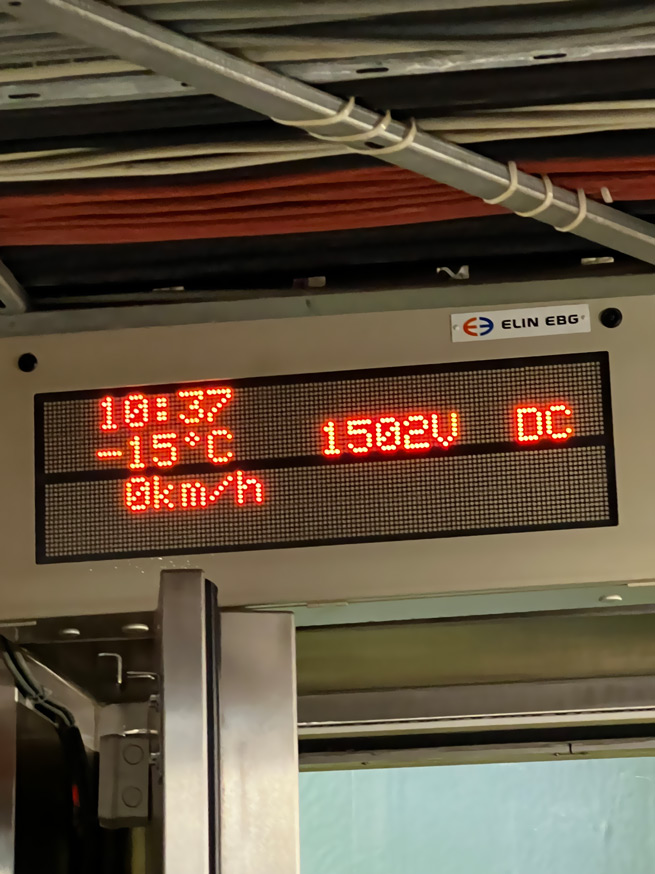 ELIN EBG
10:37
-15°C
1502V DC
0km/h